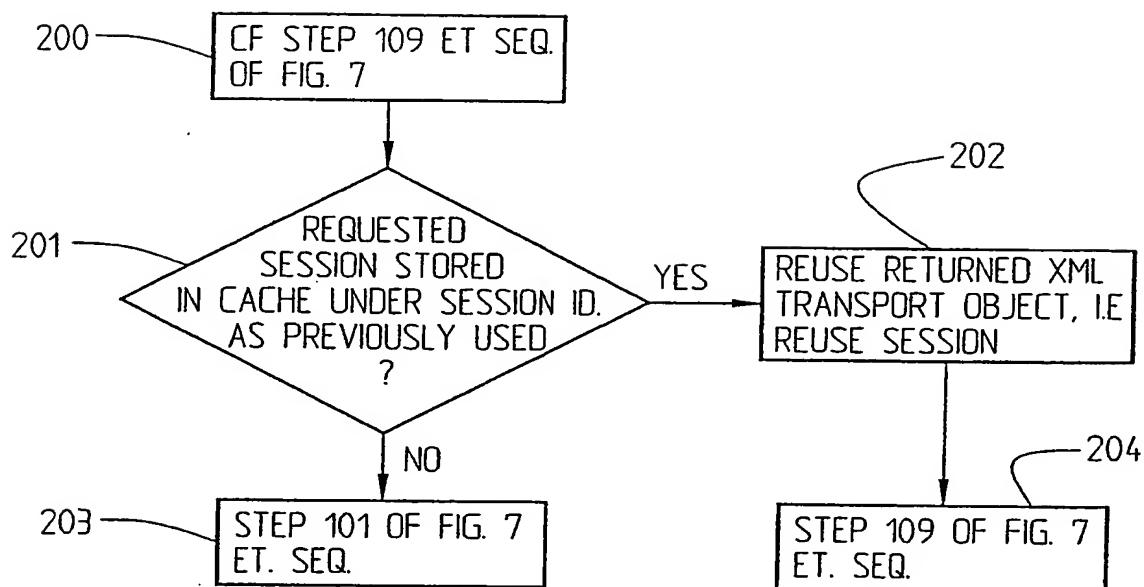 200
CF STEP 109 ET SEQ.
OF FIG. 7
202
201
REQUESTED
SESSION STORED
IN CACHE UNDER SESSION ID.
AS PREVIOUSLY USED
?
YES
REUSE RETURNED XML
TRANSPORT OBJECT, I.E
REUSE SESSION
NO
204
203
STEP 101 OF FIG. 7
ET. SEQ.
STEP 109 OF FIG. 7
ET. SEQ.